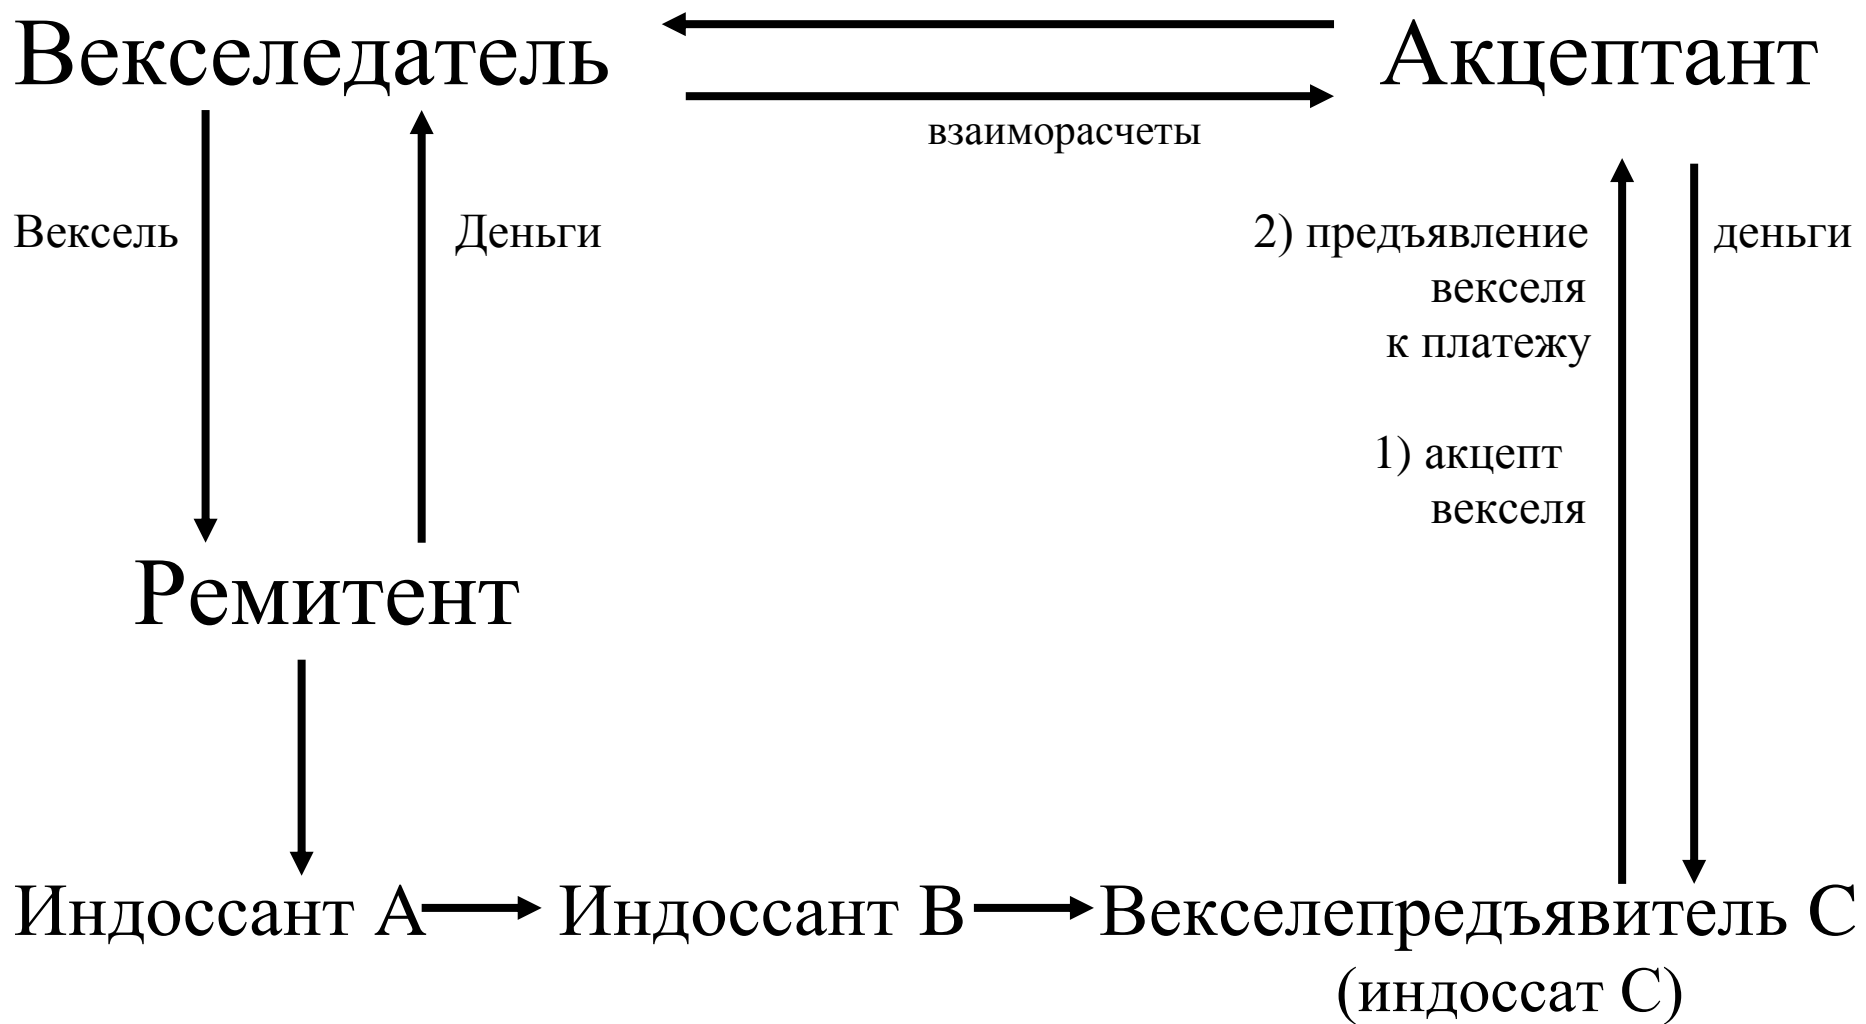 Векселедатель
Акцептант
взаиморасчеты
Вексель
Деньги
2) предъявление
векселя
к платежу
деньги
1) акцепт
векселя
Ремитент
Индоссант А
Индоссант В
Векселепредъявитель С
(индоссат С)